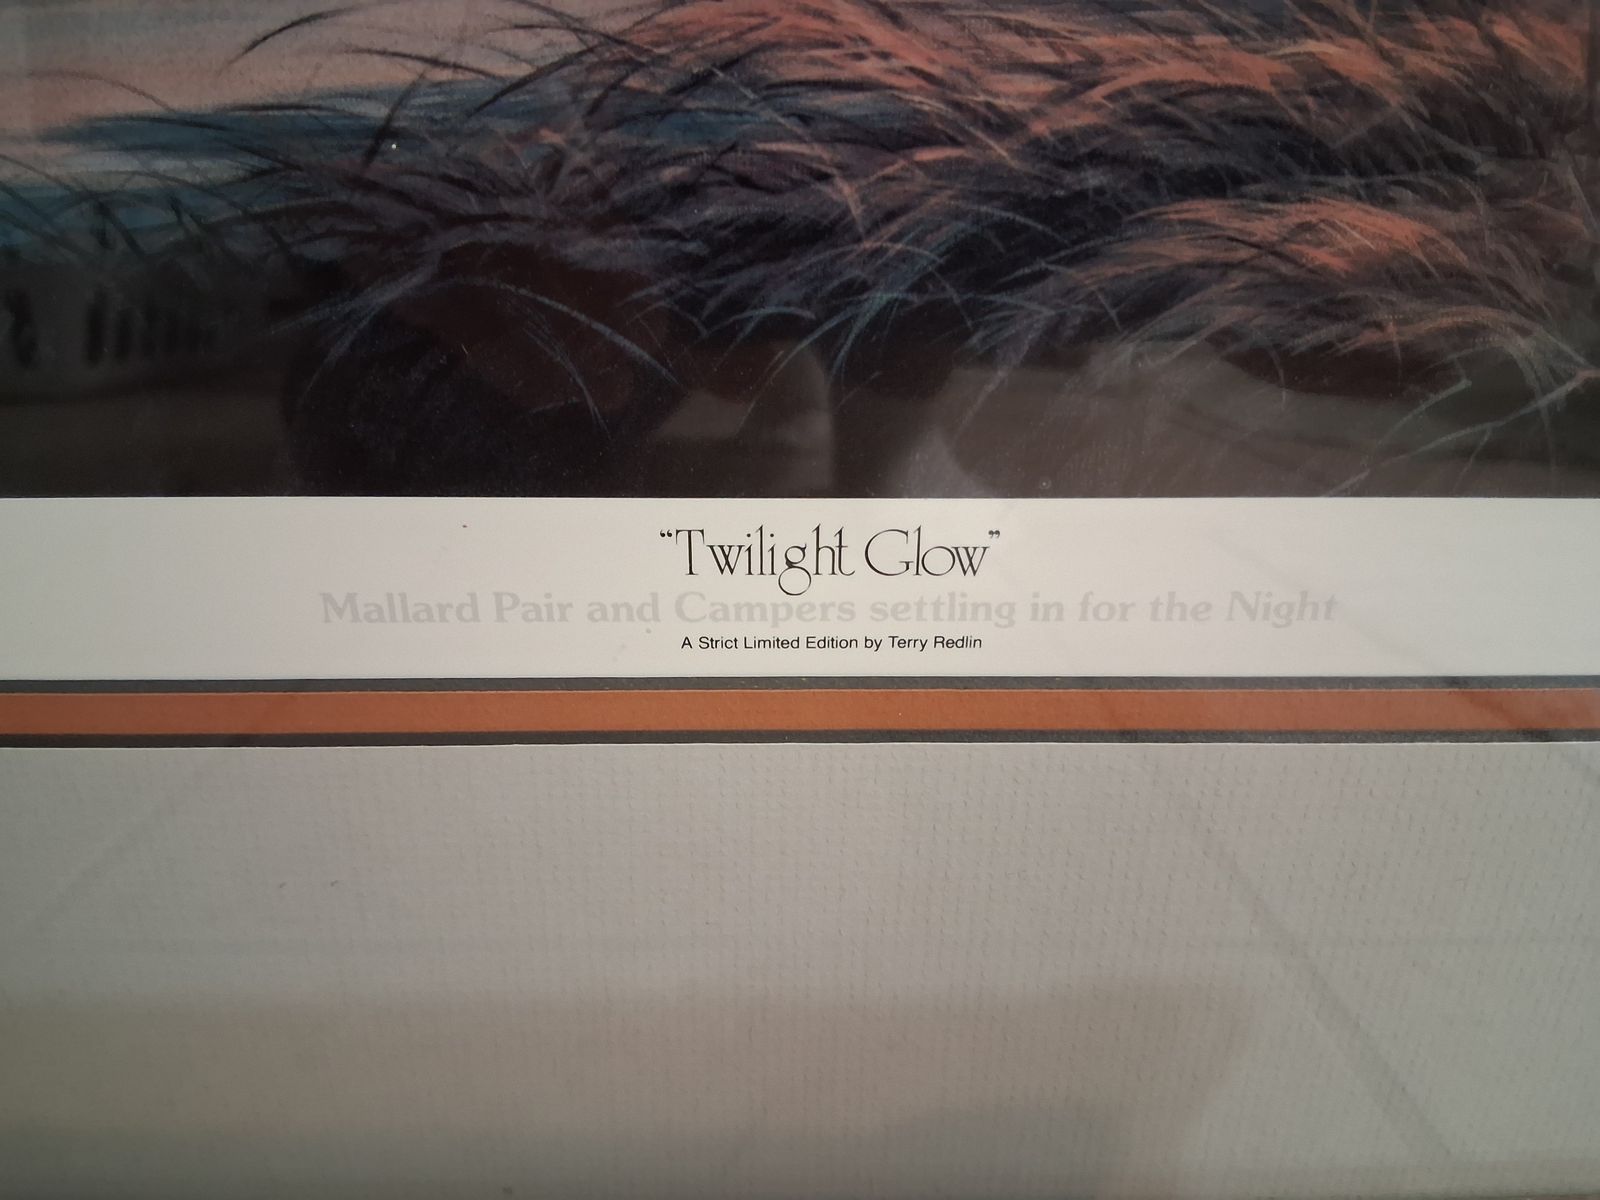 “Twilight Glow”
Mallard Pair and Campers settling in for the Night
A Strict Limited Edition by Terry Redlin